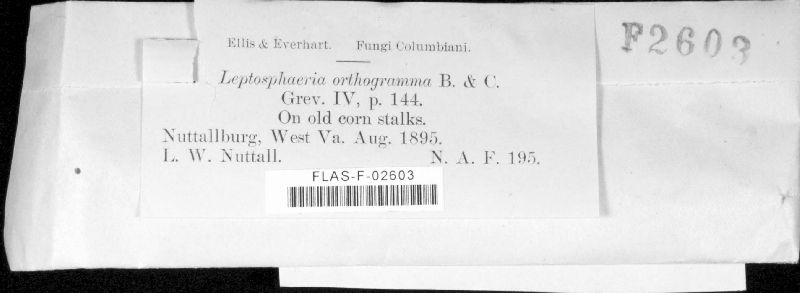 Ellis & Everhart. Fungi Columbiani.
F2603
Leptosphaeria orthogramma B. & C.
Grev. IV, p. 144.
On old corn stalks.
Nuttallburg, West Va. Aug. 1895.
L. W. Nuttall. N. A. F. 195.
FLAS-F-02603